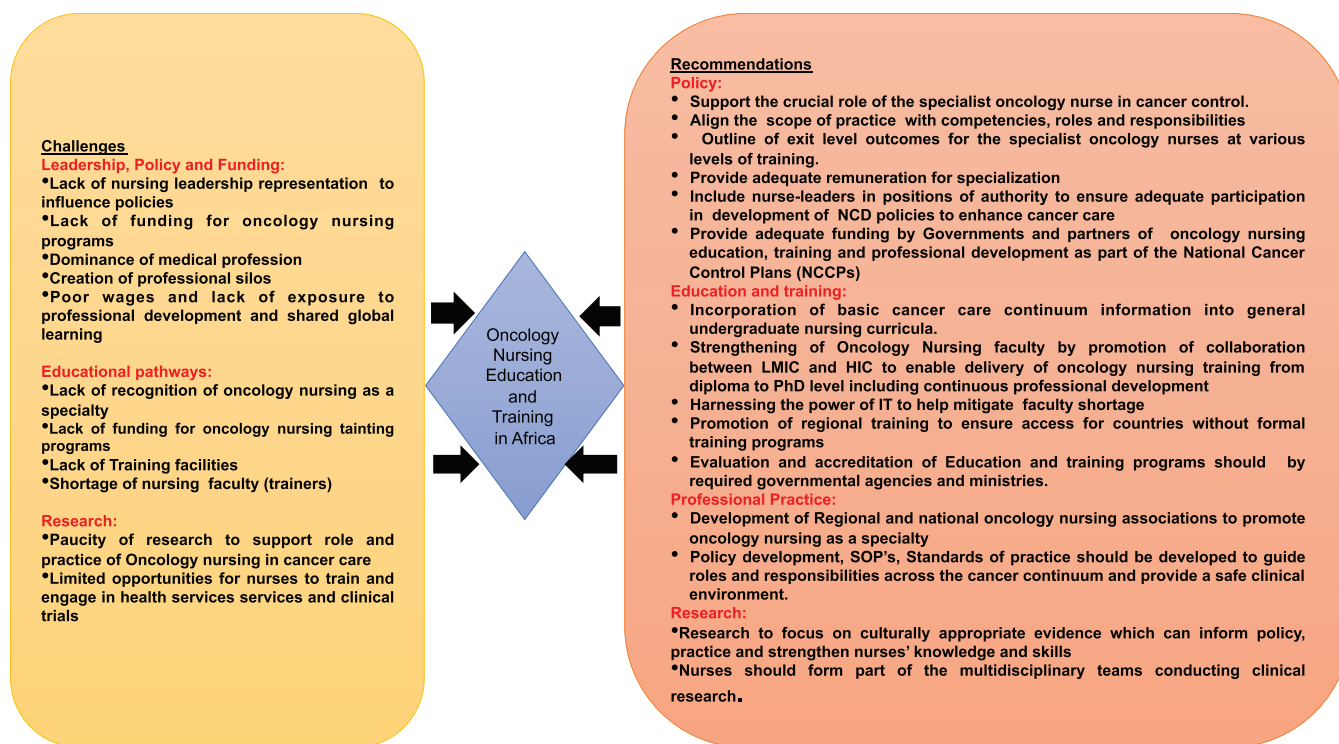 Challenges
Leadership, Policy and Funding:
•Lack of nursing leadership representation to
influence policies
•Lack of funding for oncology nursing
programs
•Dominance of medical profession
•Creation of professional silos
•Poor wages and lack of exposure to
professional development and shared global
learning
Educational pathways:
•Lack of recognition of oncology nursing as a
specialty
•Lack of funding for oncology nursing tainting
programs
•Lack of Training facilities
•Shortage of nursing faculty (trainers)
Research:
•Paucity of research to support role and
practice of Oncology nursing in cancer care
•Limited opportunities for nurses to train and
engage in health services services and clinical
trials
Oncology
Nursing
Education
and
Training
in Africa
Recommendations
Policy:
• Support the crucial role of the specialist oncology nurse in cancer control.
• Align the scope of practice with competencies, roles and responsibilities
• Outline of exit level outcomes for the specialist oncology nurses at various
levels of training.
• Provide adequate remuneration for specialization
• Include nurse-leaders in positions of authority to ensure adequate participation
in development of NCD policies to enhance cancer care
• Provide adequate funding by Governments and partners of oncology nursing
education, training and professional development as part of the National Cancer
Control Plans (NCCPs)
Education and training:
• Incorporation of basic cancer care continuum information into general
undergraduate nursing curricula.
• Strengthening of Oncology Nursing faculty by promotion of collaboration
between LMIC and HIC to enable delivery of oncology nursing training from
diploma to PhD level including continuous professional development
• Harnessing the power of IT to help mitigate faculty shortage
• Promotion of regional training to ensure access for countries without formal
training programs
• Evaluation and accreditation of Education and training programs should by
required governmental agencies and ministries.
Professional Practice:
• Development of Regional and national oncology nursing associations to promote
oncology nursing as a specialty
• Policy development, SOP’s, Standards of practice should be developed to guide
roles and responsibilities across the cancer continuum and provide a safe clinical
environment.
Research:
•Research to focus on culturally appropriate evidence which can inform policy,
practice and strengthen nurses’ knowledge and skills
•Nurses should form part of the multidisciplinary teams conducting clinical
research.